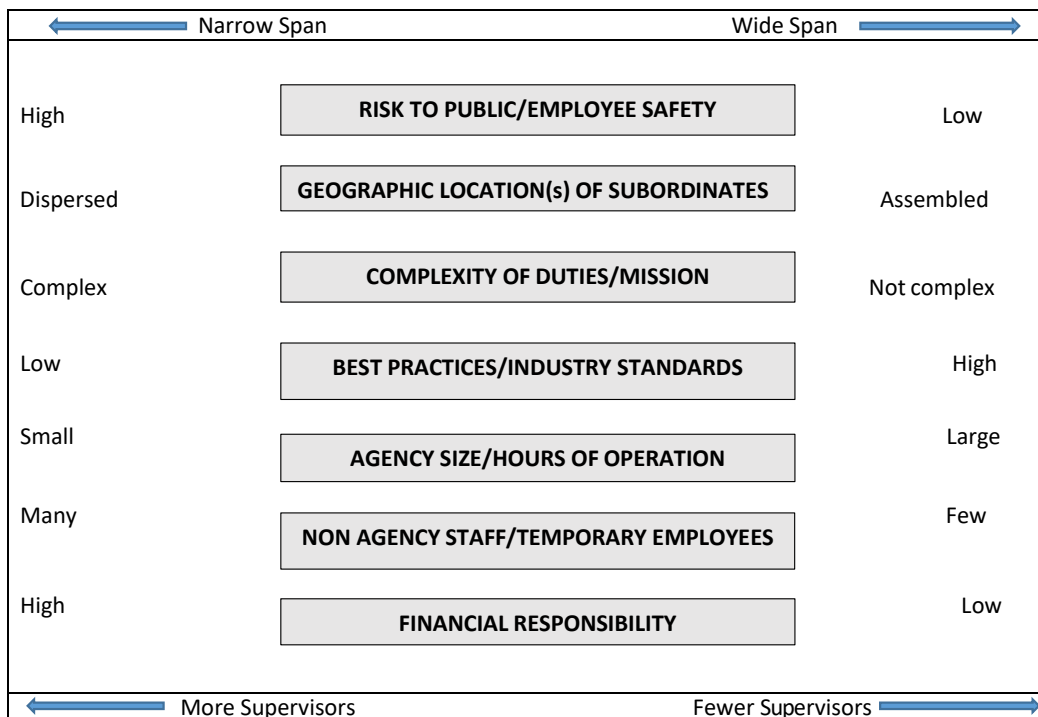 Narrow Span Wide Span
High RISK TO PUBLIC/EMPLOYEE SAFETY Low
Dispersed GEOGRAPHIC LOCATION(s) OF SUBORDINATES Assembled
Complex COMPLEXITY OF DUTIES/MISSION Not complex
Low BEST PRACTICES/INDUSTRY STANDARDS High
Small AGENCY SIZE/HOURS OF OPERATION Large
Many NON AGENCY STAFF/TEMPORARY EMPLOYEES Few
High FINANCIAL RESPONSIBILITY Low
More Supervisors Fewer Supervisors